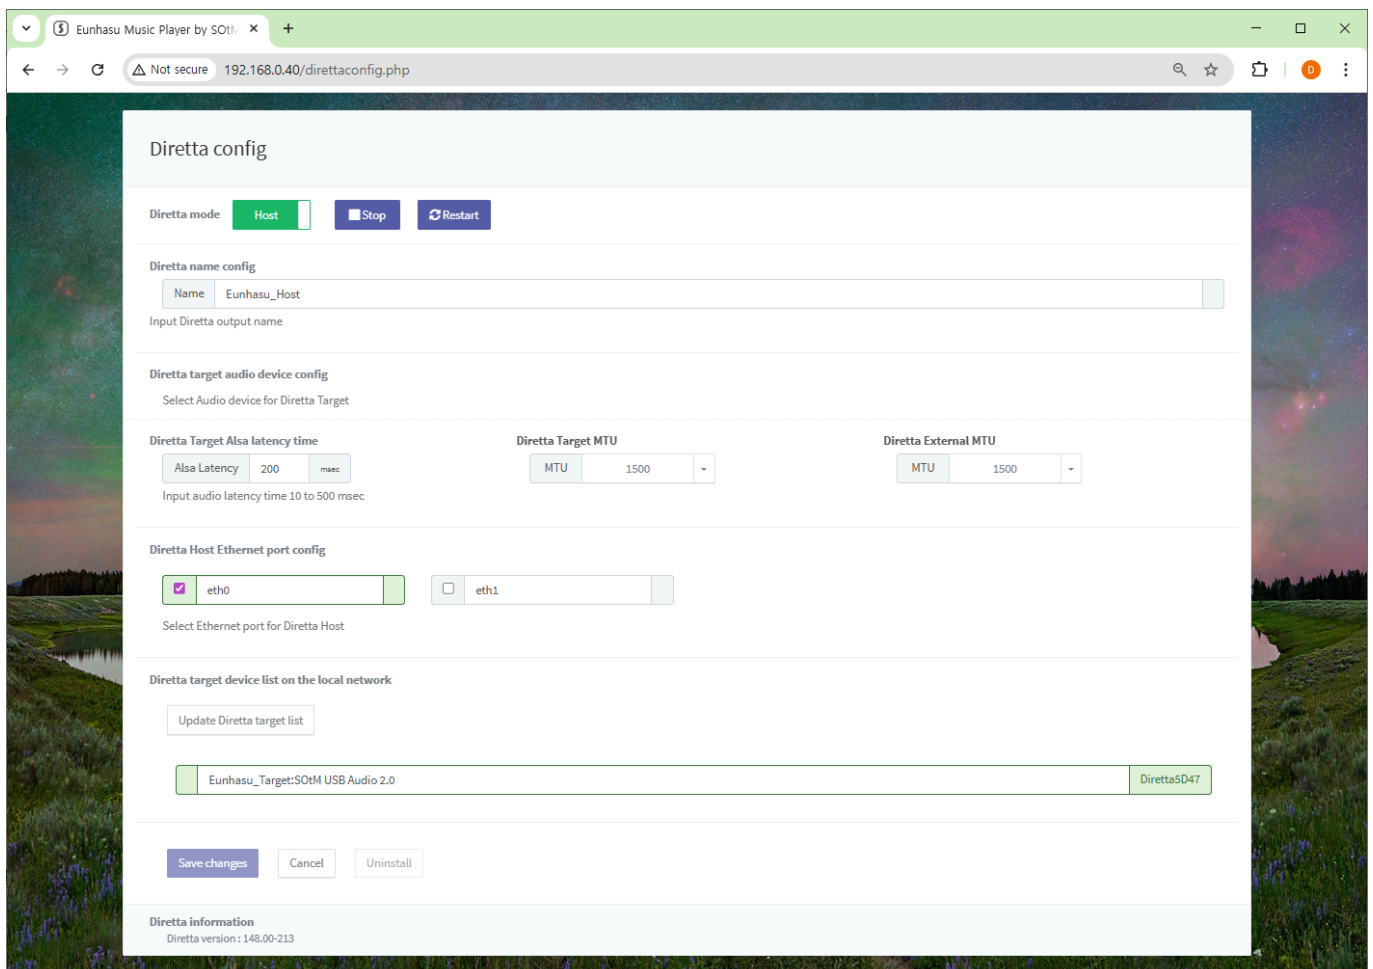 Eunhasu Music Player by SOtM
Not secure 192.168.0.40/direttaconfig.php D
Diretta config
Diretta mode Host Stop Restart
Diretta name config
Name Eunhasu_Host
Input Diretta output name
Diretta target audio device config
Select Audio device for Diretta Target
Diretta Target Alsa latency time Diretta Target MTU Diretta External MTU
Alsa Latency 200 msec MTU 1500 MTU 1500
Input audio latency time 10 to 500 msec
Diretta Host Ethernet port config
eth0 eth1
Select Ethernet port for Diretta Host
Diretta target device list on the local network
Update Diretta target list
Eunhasu_Target:SOtM USB Audio 2.0 Diretta5D47
Save changes Cancel Uninstall
Diretta information
Diretta version : 148.00-213